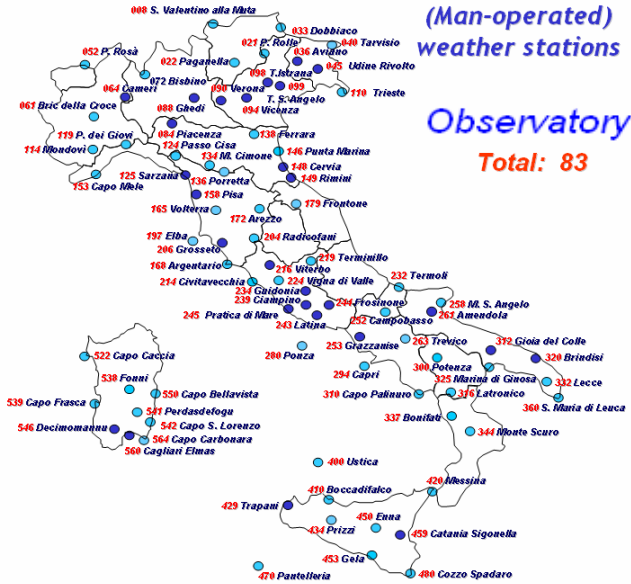 (Man-operated)
weather stations
Observatory
Total: 83
008 S. Valentino alla Muta
033 Dobbiaco
052 P. Rosà
021 P. Rolle
036 Aviano
040 Tarvisio
022 Paganella
045 Udine Rivolto
072 Bisbino
098 T.Istrana
064 Cameri
090 Verona
099
T. S. Angelo
110 Trieste
061 Bric della Croce
088 Ghedi
094 Vicenza
084 Piacenza
119 P. dei Giovi
138 Ferrara
114 Mondovì
124 Passo Cisa
134 M. Cimone
146 Punta Marina
148 Cervia
125 Sarzana
136 Porretta
149 Rimini
153 Capo Mele
158 Pisa
165 Volterra
172 Arezzo
179 Frontone
197 Elba
204 Radicofani
206 Grosseto
219 Terminillo
168 Argentario
216 Viterbo
232 Termoli
214 Civitavecchia
224 Vigna di Valle
234 Guidonia
239 Ciampino
244 Frosinone
258 M. S. Angelo
261 Amendola
245 Pratica di Mare
252 Campobasso
243 Latina
253 Grazzanise
263 Trevico
312 Gioia del Colle
280 Ponza
300 Potenza
320 Brindisi
522 Capo Caccia
294 Capri
325 Marina di Ginosa
538 Fonni
332 Lecce
550 Capo Bellavista
310 Capo Palinuro
316 Latronico
539 Capo Frasca
541 Perdasdefogu
360 S. Maria di Leuca
337 Bonifati
542 Capo S. Lorenzo
546 Decimomannu
344 Monte Scuro
564 Capo Carbonara
560 Cagliari Elmas
400 Ustica
420 Messina
410 Boccadifalco
429 Trapani
450 Enna
434 Prizzi
459 Catania Sigonella
453 Gela
470 Pantelleria
480 Cozzo Spadaro